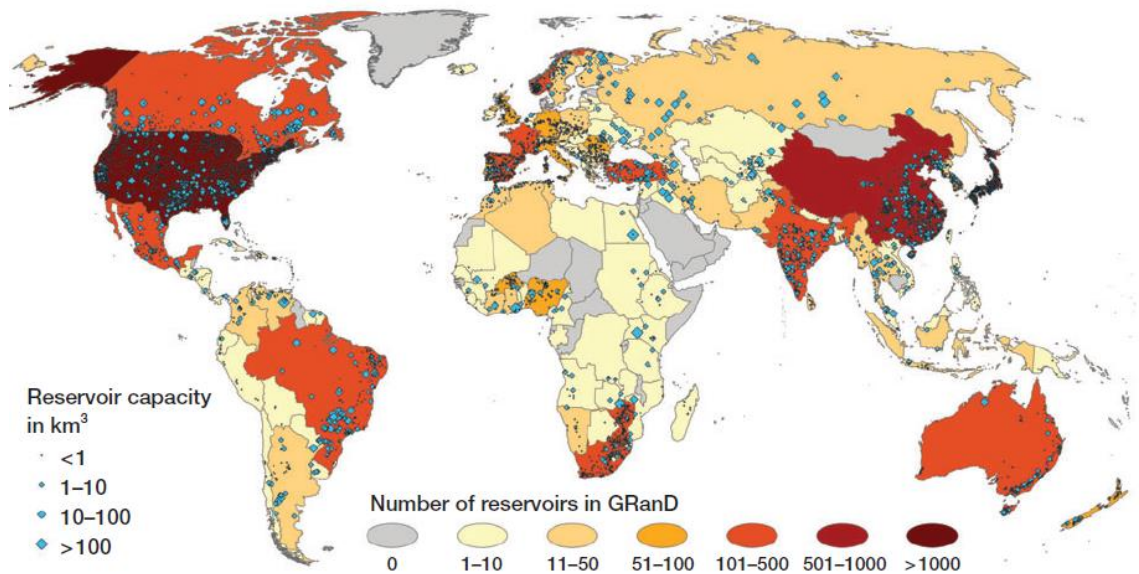 Reservoir capacity
in km³
<1
1–10
10–100
>100
Number of reservoirs in GRanD
0 1–10 11–50 51–100 101–500 501–1000 >1000